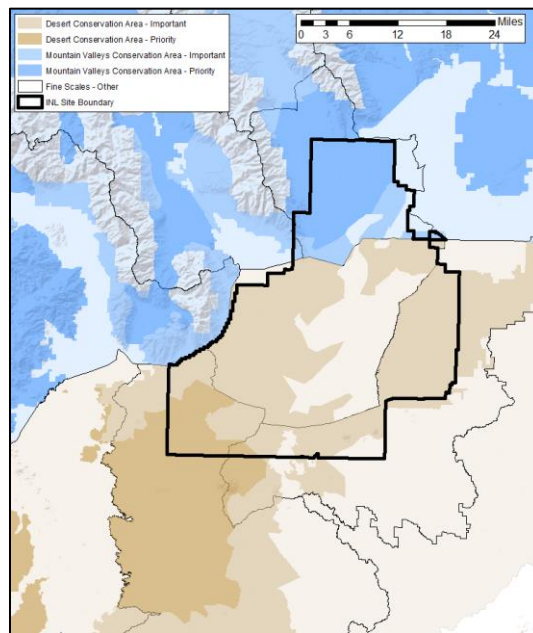 Desert Conservation Area - Important
Desert Conservation Area - Priority
Mountain Valleys Conservation Area - Important
Mountain Valleys Conservation Area - Priority
Fine Scales - Other
INL Site Boundary
Miles
0 3 6 12 18 24